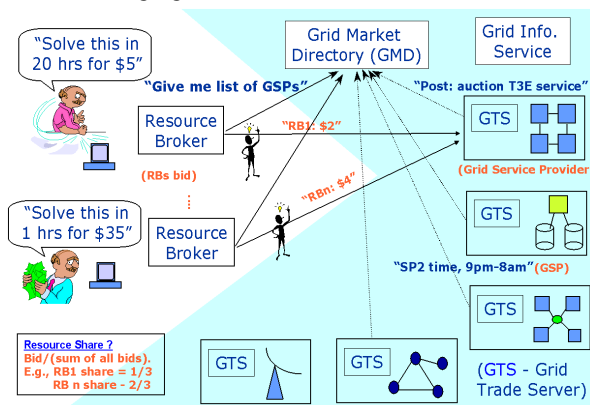 “Solve this in
20 hrs for $5”
Grid Market
Directory (GMD)
Grid Info.
Service
“Give me list of GSPs”
“Post: auction T3E service”
Resource
Broker
“RB1: $2”
GTS
(RBs bid)
(Grid Service Provider
“RBn: $4”
“Solve this in
1 hrs for $35”
Resource
Broker
GTS
“SP2 time, 9pm-8am”(GSP)
GTS
Resource Share ?
Bid/(sum of all bids).
E.g., RB1 share = 1/3
RB n share - 2/3
GTS
GTS
(GTS - Grid
Trade Server)